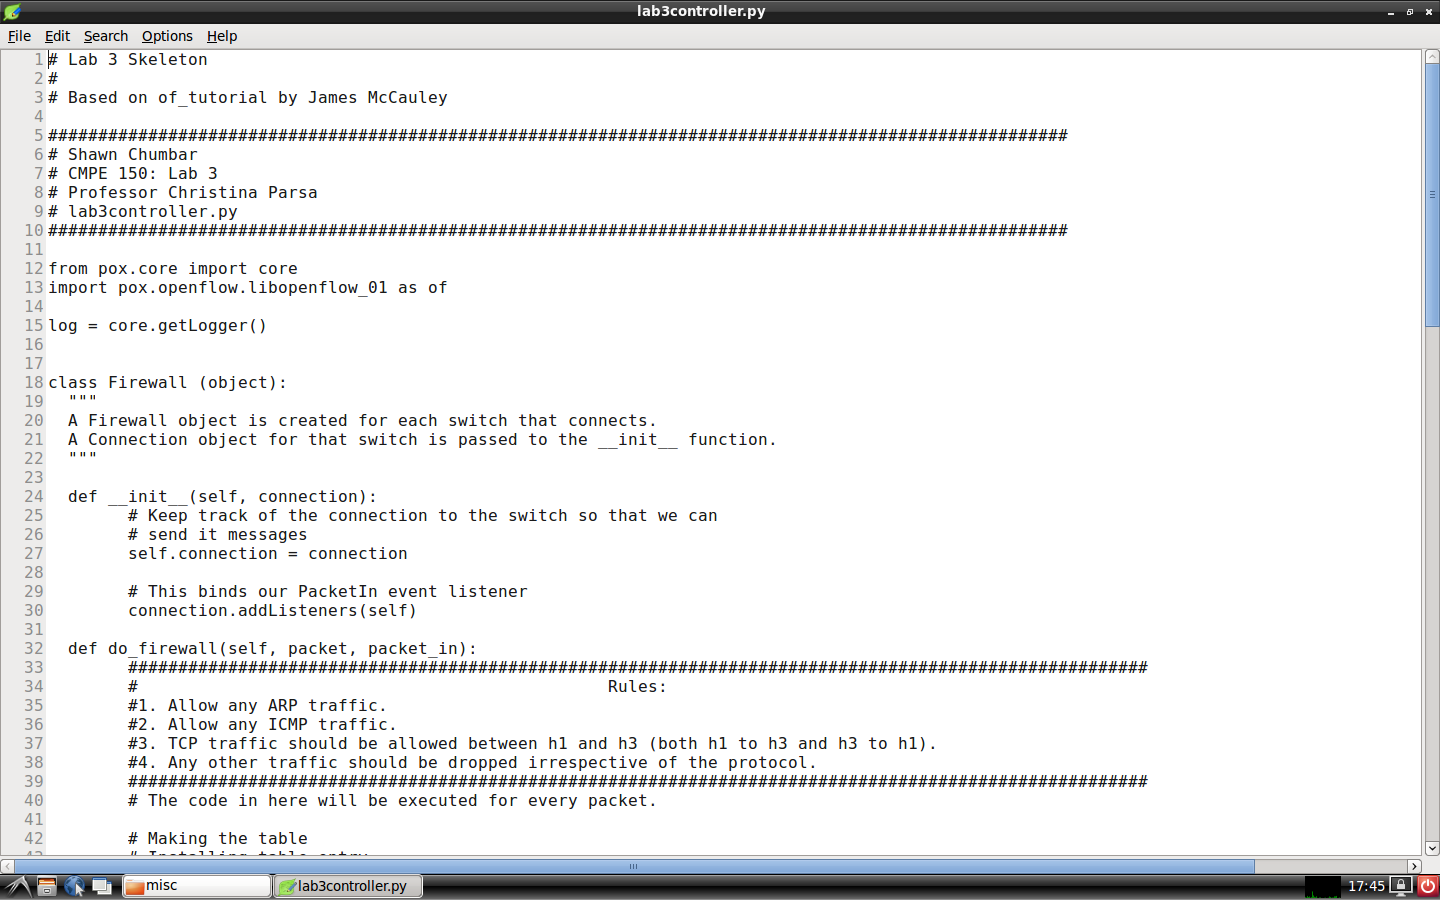 lab3controller.py
File Edit Search Options Help
1 # Lab 3 Skeleton
2 #
3 # Based on of_tutorial by James McCauley
4
5 ######################################################################################################
6 # Shawn Chumbar
7 # CMPE 150: Lab 3
8 # Professor Christina Parsa
9 # lab3controller.py
10 ######################################################################################################
11
12 from pox.core import core
13 import pox.openflow.libopenflow_01 as of
14
15 log = core.getLogger()
16
17
18 class Firewall (object):
19   """
20   A Firewall object is created for each switch that connects.
21   A Connection object for that switch is passed to the __init__ function.
22   """
23
24   def __init__(self, connection):
25         # Keep track of the connection to the switch so that we can
26         # send it messages
27         self.connection = connection
28
29         # This binds our PacketIn event listener
30         connection.addListeners(self)
31
32   def do_firewall(self, packet, packet_in):
33         ######################################################################################################
34         #                                               Rules:
35         #1. Allow any ARP traffic.
36         #2. Allow any ICMP traffic.
37         #3. TCP traffic should be allowed between h1 and h3 (both h1 to h3 and h3 to h1).
38         #4. Any other traffic should be dropped irrespective of the protocol.
39         ######################################################################################################
40         # The code in here will be executed for every packet.
41
42         # Making the table
43         # Installing table entry
misc lab3controller.py 17:45